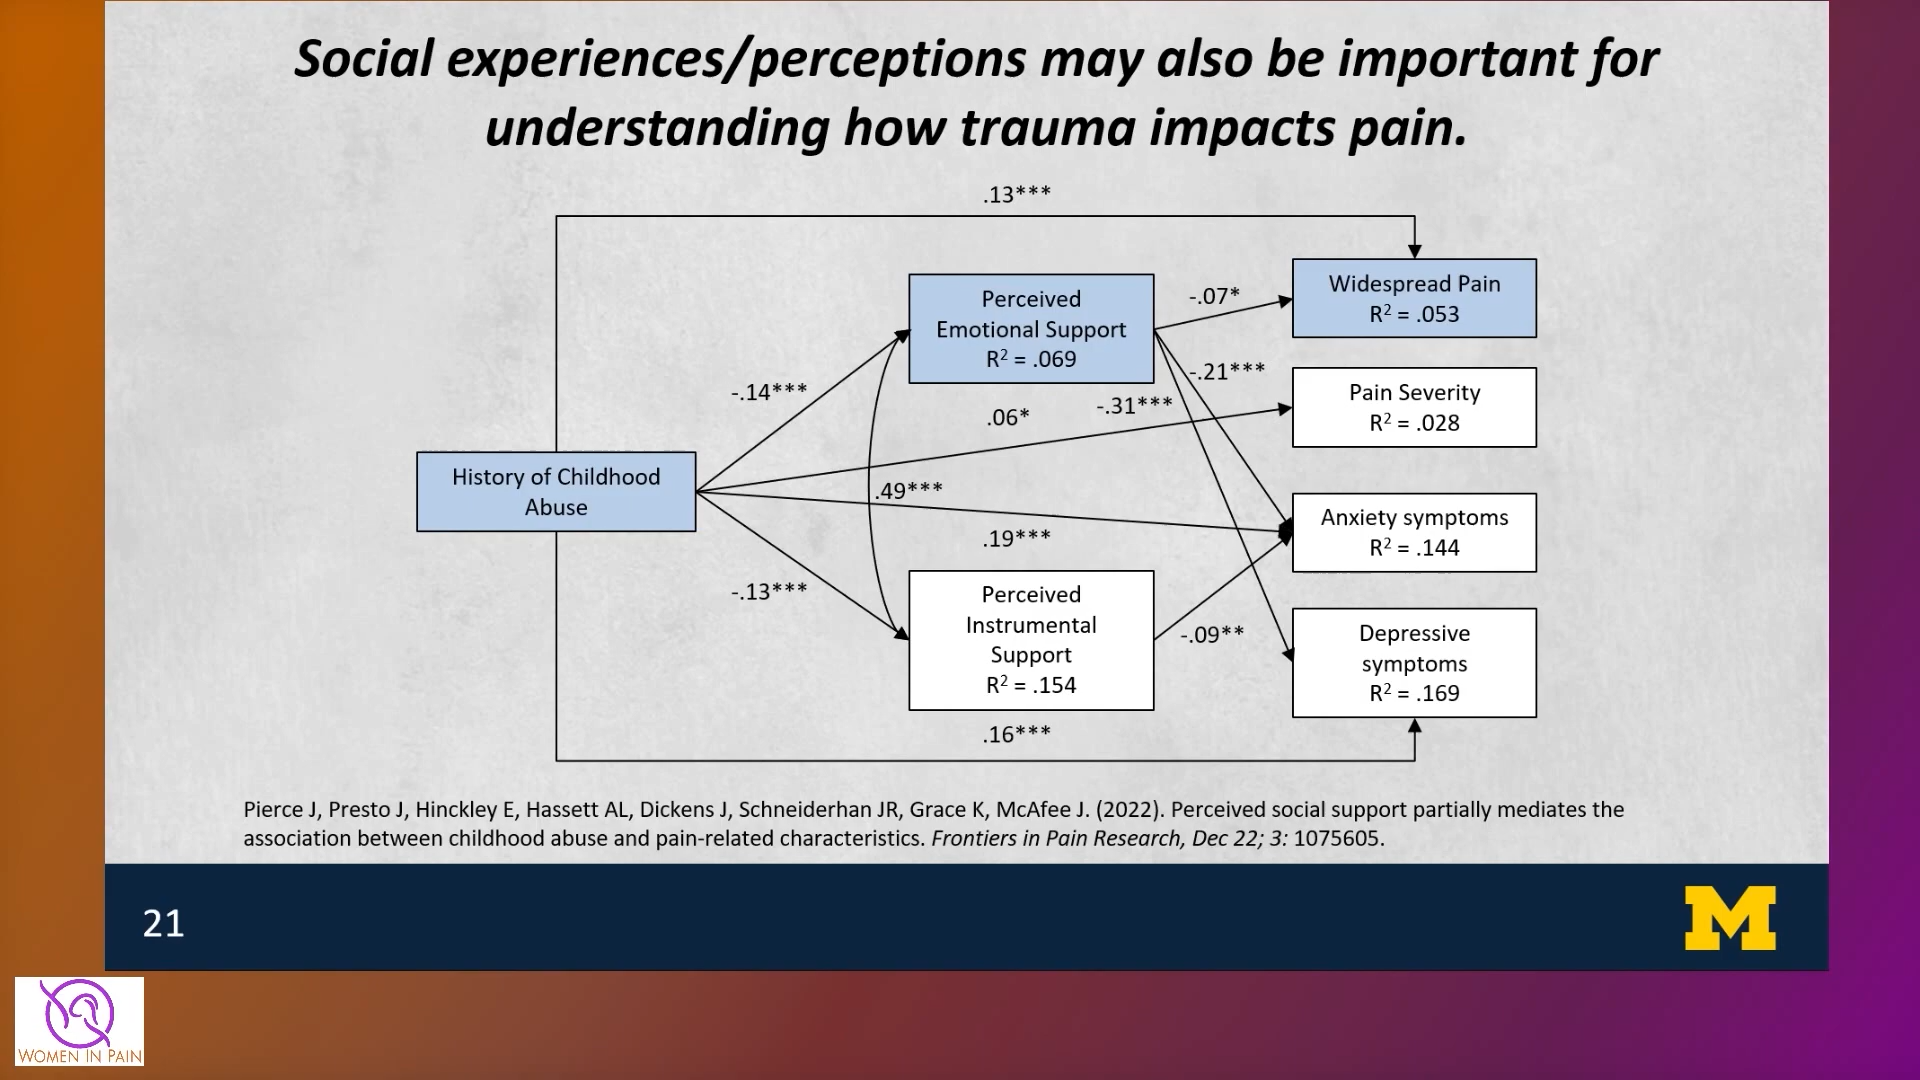 Social experiences/perceptions may also be important for
understanding how trauma impacts pain.
.13***
Perceived
Emotional Support
R² = .069
-.07*
Widespread Pain
R² = .053
-.21***
Pain Severity
R² = .028
-.14***
.06*
-.31***
History of Childhood
Abuse
.49***
.19***
Anxiety symptoms
R² = .144
-.13***
Perceived
Instrumental
Support
R² = .154
-.09**
Depressive
symptoms
R² = .169
.16***
Pierce J, Presto J, Hinckley E, Hassett AL, Dickens J, Schneiderhan JR, Grace K, McAfee J. (2022). Perceived social support partially mediates the
association between childhood abuse and pain-related characteristics. Frontiers in Pain Research, Dec 22; 3: 1075605.
21
M
WOMEN IN PAIN